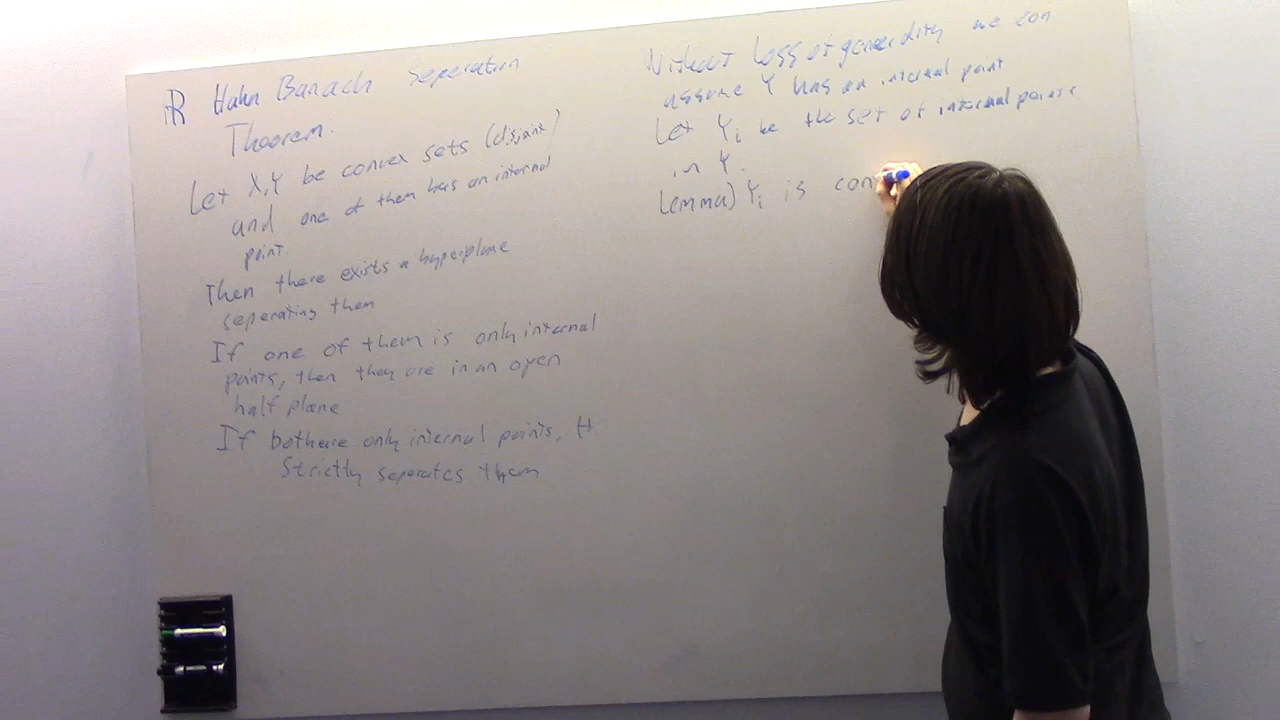 ℝ Hahn Banach Seperation
Theorem.
Let X,Y be convex sets (disjoint)
and one of them has an internal
point.
Then there exists a hyperplane
seperating them
If one of them is only internal
points, then they are in an open
half plane
If both are only internal points, H
strictly seperates them
Without Loss of generality we can
assume Y has an internal point
Let Yi be the set of internal points
in Y.
Lemma) Yi is con